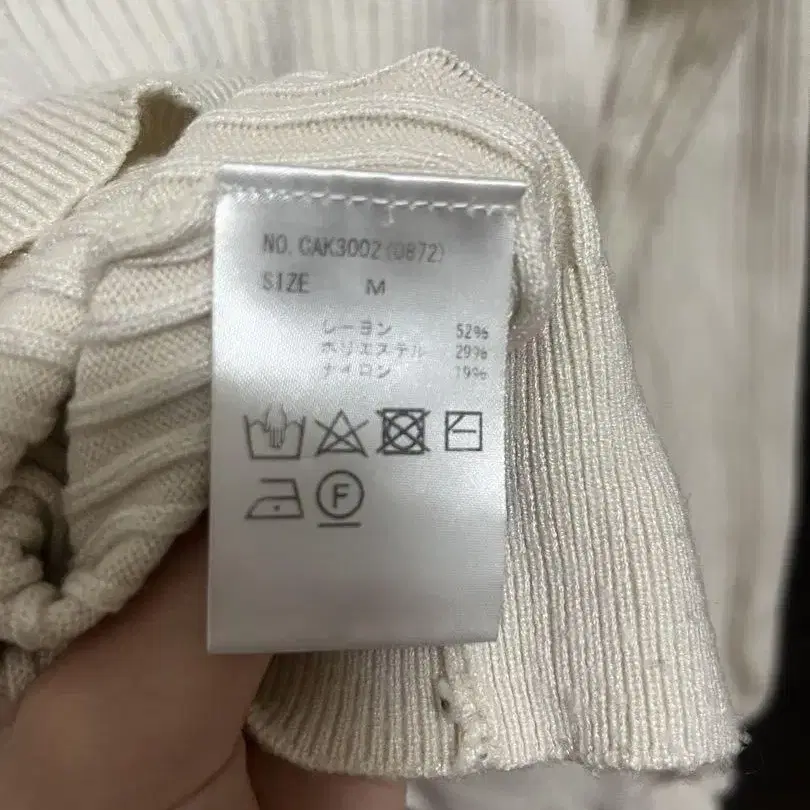 NO. CAK3002(0872)
SIZE M
レーヨン 52%
ポリエステル 29%
ナイロン 19%
F